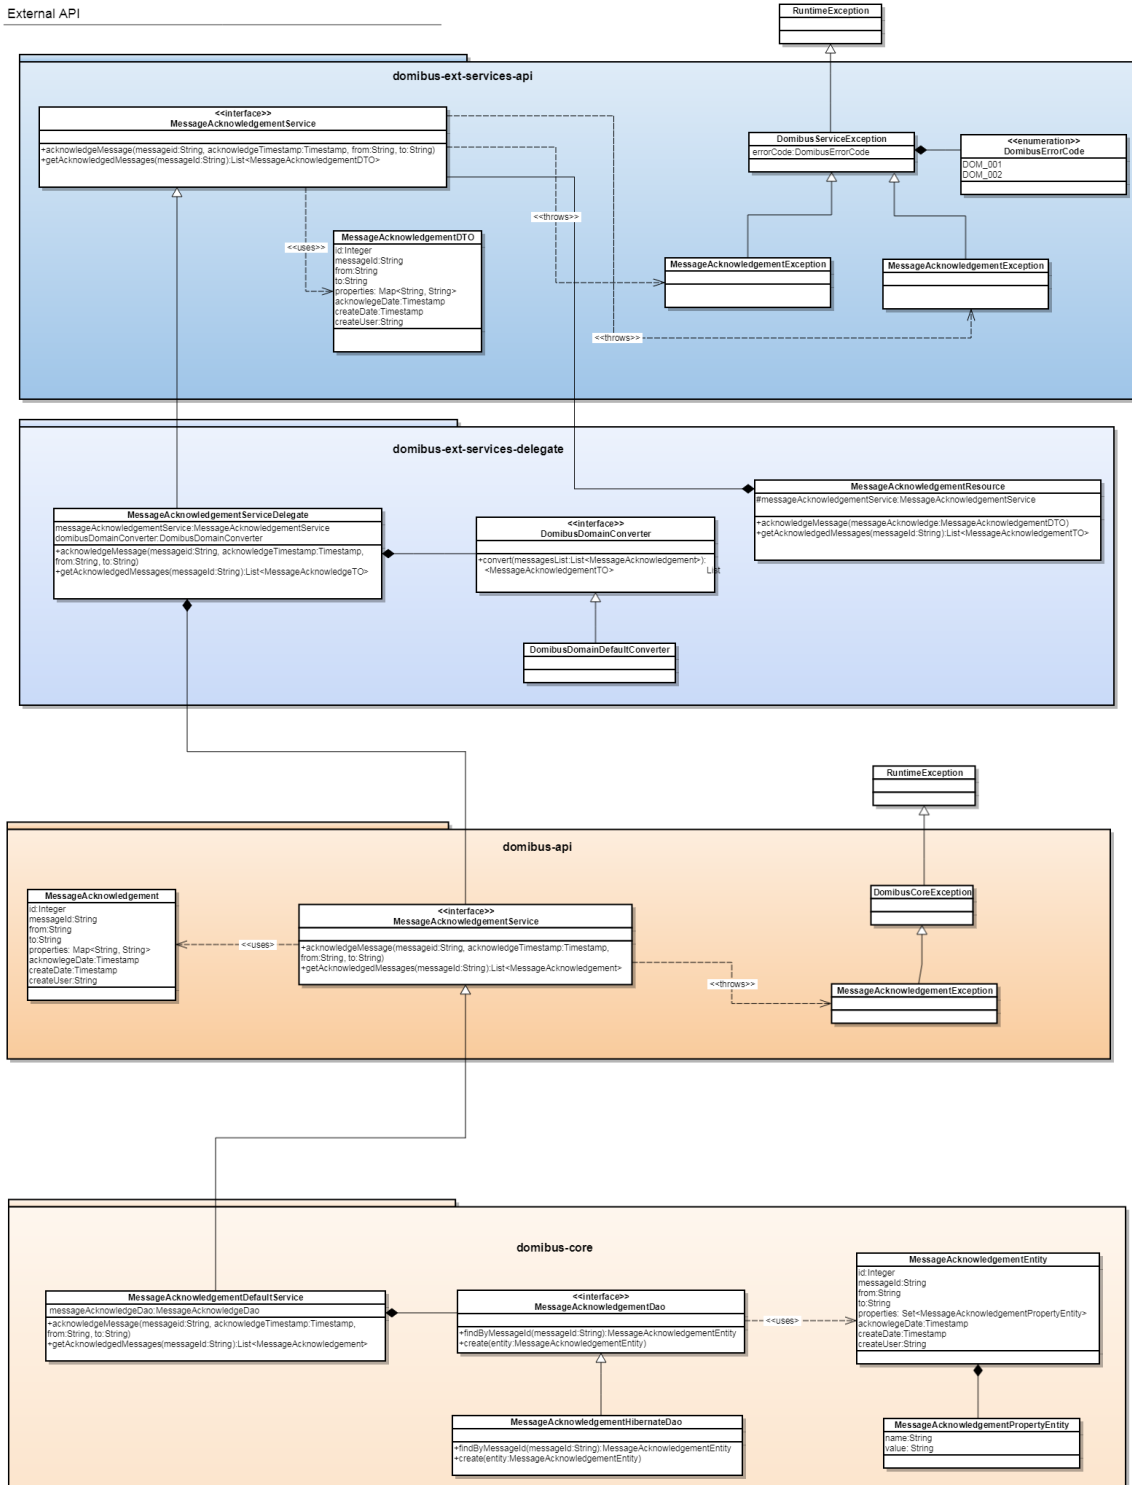 External API
RuntimeException
domibus-ext-services-api
<<interface>>
MessageAcknowledgementService
+acknowledgeMessage(messageid:String, acknowledgeTimestamp:Timestamp, from:String, to:String)
+getAcknowledgedMessages(messageId:String):List<MessageAcknowledgementDTO>
DomibusServiceException
errorCode:DomibusErrorCode
<<enumeration>>
DomibusErrorCode
DOM_001
DOM_002
<<throws>>
<<uses>>
MessageAcknowledgementDTO
id:Integer
messageId:String
from:String
to:String
properties: Map<String, String>
acknowlegeDate:Timestamp
createDate:Timestamp
createUser:String
MessageAcknowledgementException
MessageAcknowledgementException
<<throws>>
domibus-ext-services-delegate
MessageAcknowledgementServiceDelegate
messageAcknowledgementService:MessageAcknowledgementService
domibusDomainConverter:DomibusDomainConverter
+acknowledgeMessage(messageid:String, acknowledgeTimestamp:Timestamp,
from:String, to:String)
+getAcknowledgedMessages(messageId:String):List<MessageAcknowledgeTO>
<<interface>>
DomibusDomainConverter
+convert(messagesList:List<MessageAcknowledgement>):
<MessageAcknowledgementTO> List
MessageAcknowledgementResource
#messageAcknowledgementService:MessageAcknowledgementService
+acknowledgeMessage(messageAcknowledge:MessageAcknowledgementDTO)
+getAcknowledgedMessages(messageId:String):List<MessageAcknowledgementTO>
DomibusDomainDefaultConverter
RuntimeException
domibus-api
MessageAcknowledgement
id:Integer
messageId:String
from:String
to:String
properties: Map<String, String>
acknowlegeDate:Timestamp
createDate:Timestamp
createUser:String
<<uses>
<<interface>>
MessageAcknowledgementService
+acknowledgeMessage(messageid:String, acknowledgeTimestamp:Timestamp,
from:String, to:String)
+getAcknowledgedMessages(messageId:String):List<MessageAcknowledgement>
DomibusCoreException
<<throws>>
MessageAcknowledgementException
domibus-core
MessageAcknowledgementDefaultService
messageAcknowledgeDao:MessageAcknowledgeDao
+acknowledgeMessage(messageid:String, acknowledgeTimestamp:Timestamp,
from:String, to:String)
+getAcknowledgedMessages(messageId:String):List<MessageAcknowledgement>
<<interface>>
MessageAcknowledgementDao
+findByMessageId(messageId:String):MessageAcknowledgementEntity
+create(entity:MessageAcknowledgementEntity)
<<uses>>
MessageAcknowledgementEntity
id:Integer
messageId:String
from:String
to:String
properties: Set<MessageAcknowledgementPropertyEntity>
acknowlegeDate:Timestamp
createDate:Timestamp
createUser:String
MessageAcknowledgementHibernateDao
+findByMessageId(messageId:String):MessageAcknowledgementEntity
+create(entity:MessageAcknowledgementEntity)
MessageAcknowledgementPropertyEntity
name:String
value: String